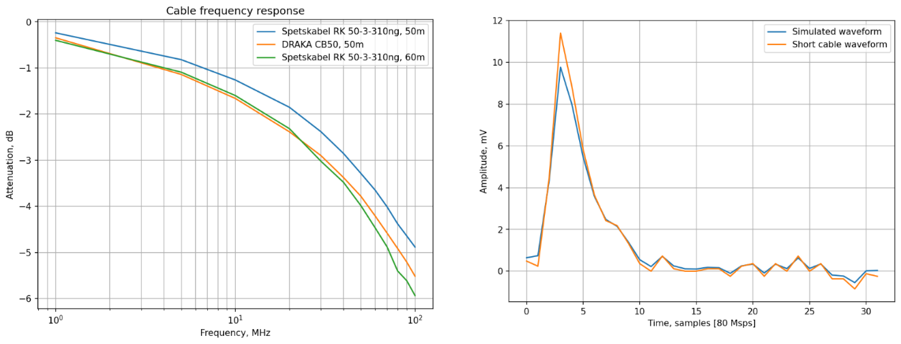 Cable frequency response
Spetskabel RK 50-3-310ng, 50m
DRAKA CB50, 50m
Spetskabel RK 50-3-310ng, 60m
Attenuation, dB
0
−1
−2
−3
−4
−5
−6
10⁰
10¹
10²
Frequency, MHz
Simulated waveform
Short cable waveform
Amplitude, mV
12
10
8
6
4
2
0
0
5
10
15
20
25
30
Time, samples [80 Msps]